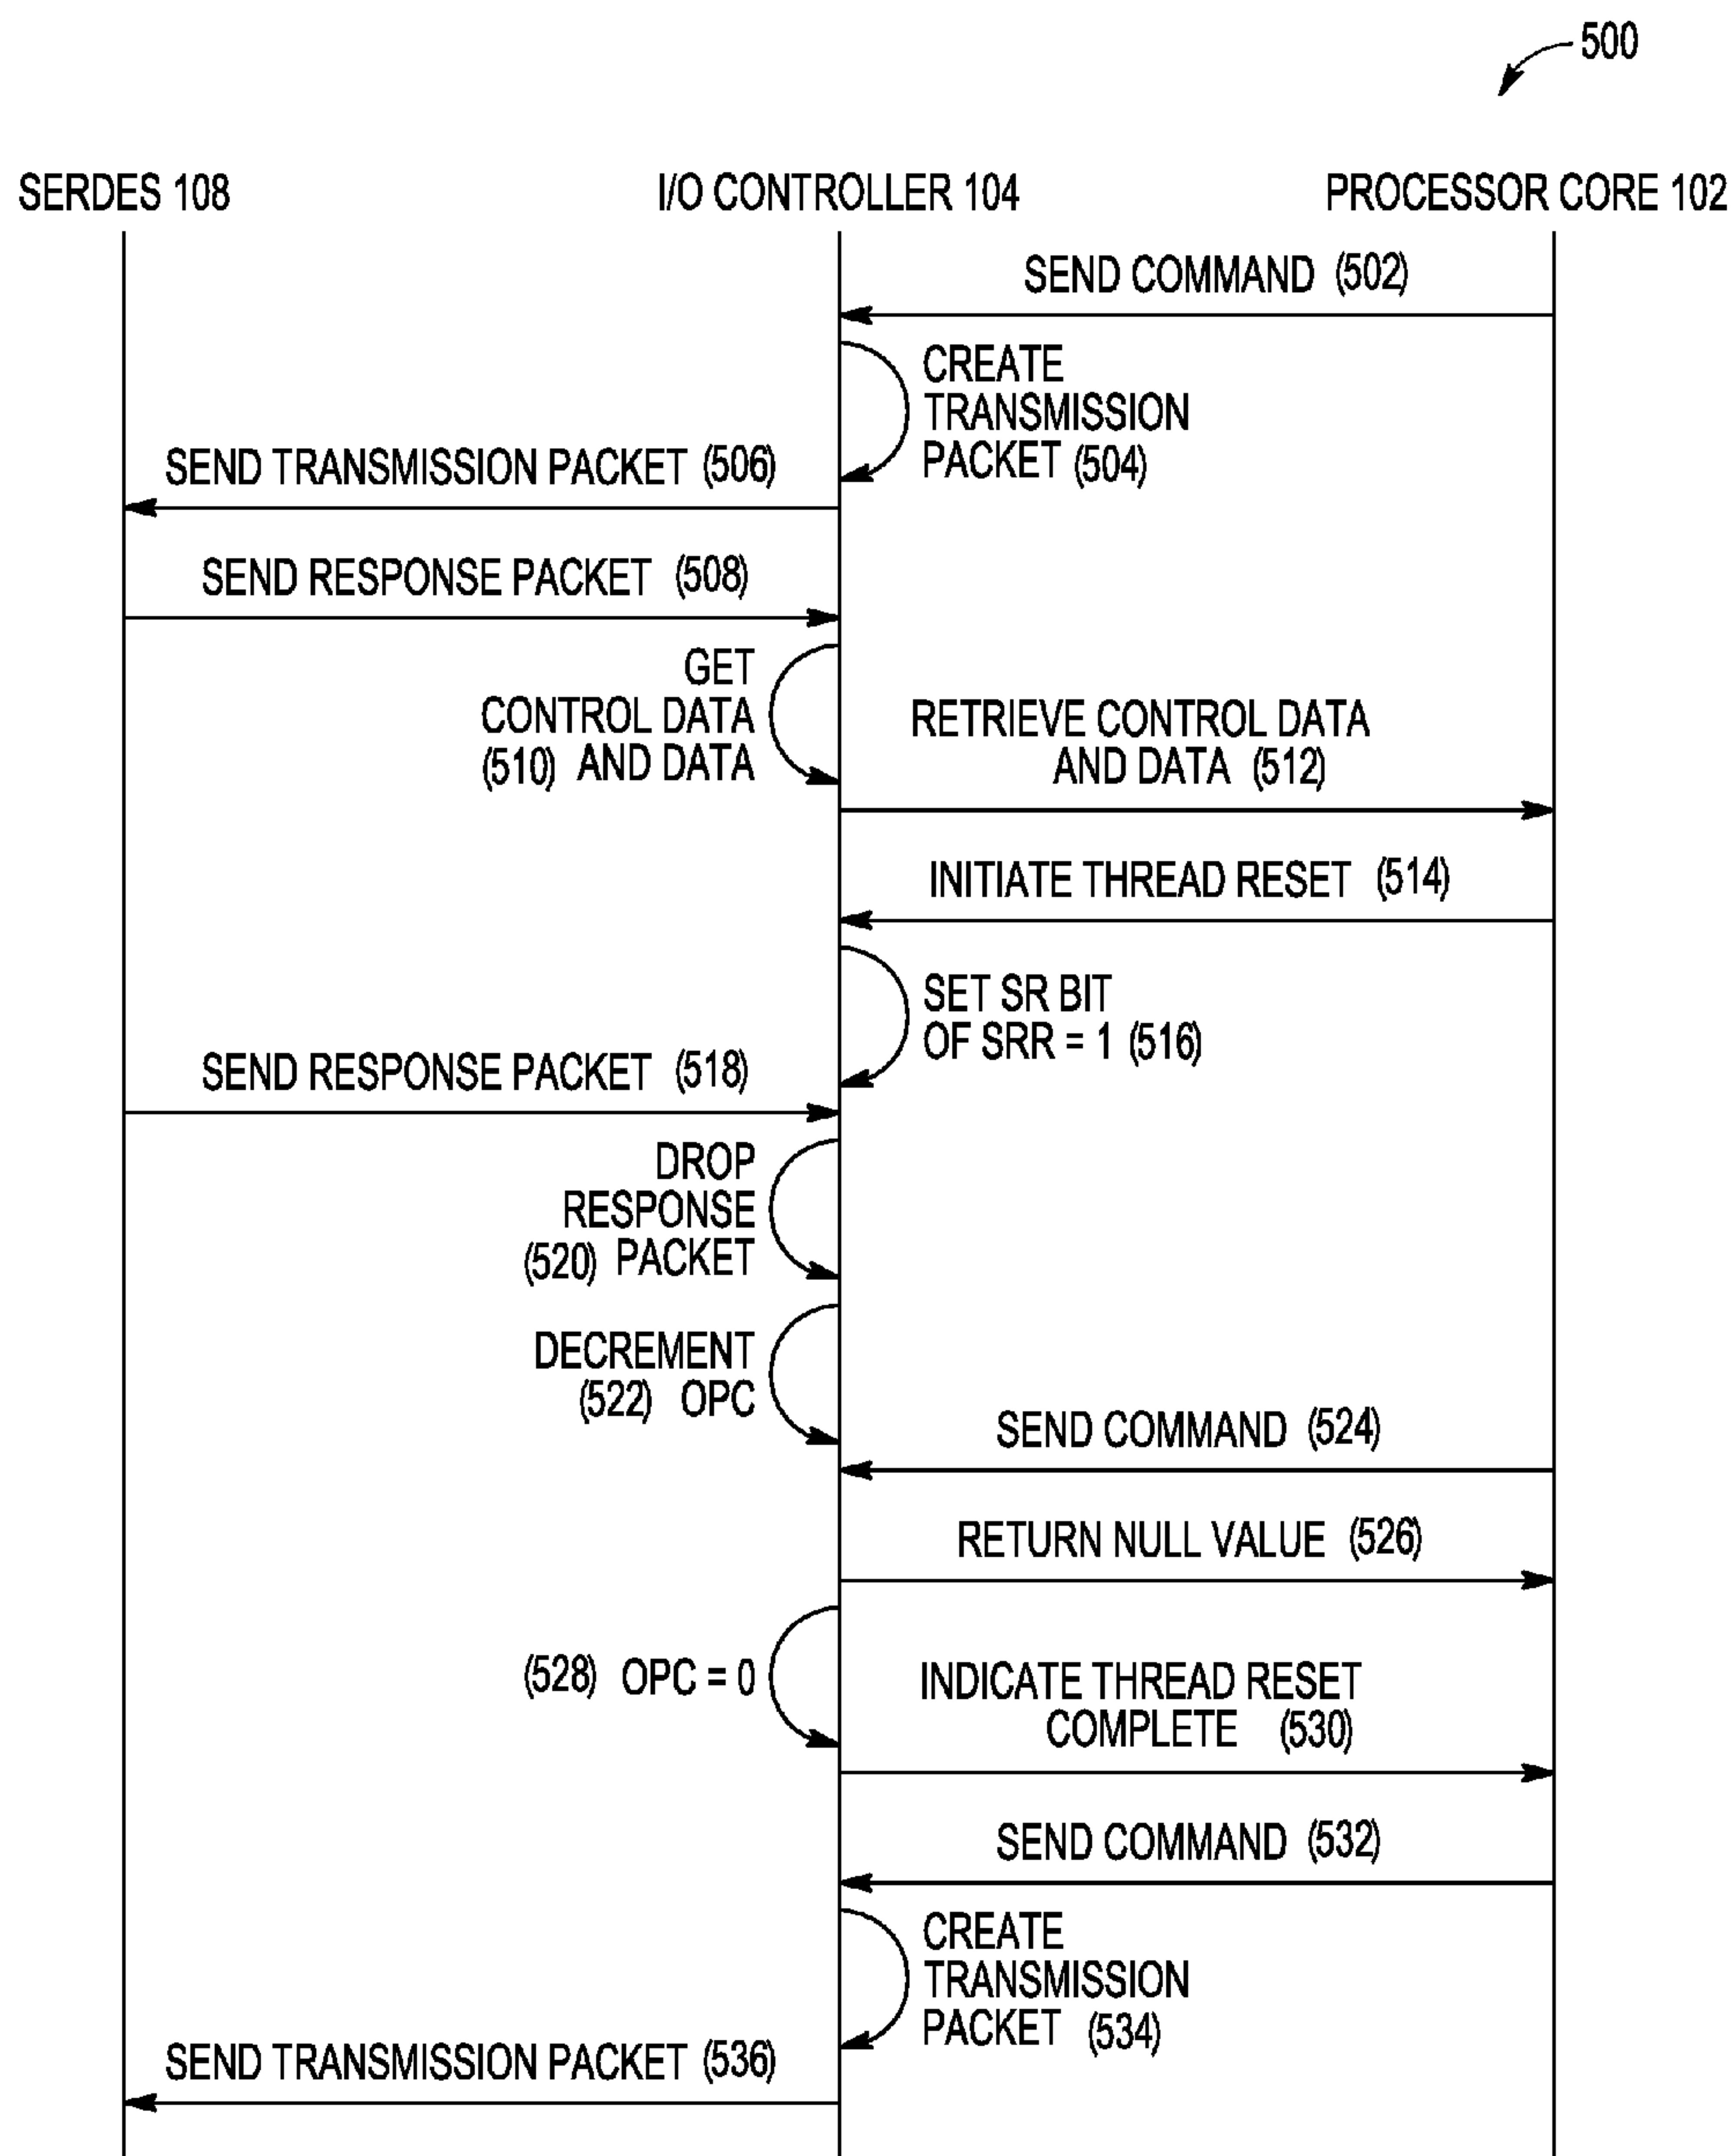 500
SERDES 108
I/O CONTROLLER 104
PROCESSOR CORE 102
SEND COMMAND (502)
CREATE
TRANSMISSION
PACKET (504)
SEND TRANSMISSION PACKET (506)
SEND RESPONSE PACKET (508)
GET
CONTROL DATA
(510) AND DATA
RETRIEVE CONTROL DATA
AND DATA (512)
INITIATE THREAD RESET (514)
SET SR BIT
OF SRR = 1 (516)
SEND RESPONSE PACKET (518)
DROP
RESPONSE
(520) PACKET
DECREMENT
(522) OPC
SEND COMMAND (524)
RETURN NULL VALUE (526)
(528) OPC = 0
INDICATE THREAD RESET
COMPLETE (530)
SEND COMMAND (532)
CREATE
TRANSMISSION
PACKET (534)
SEND TRANSMISSION PACKET (536)